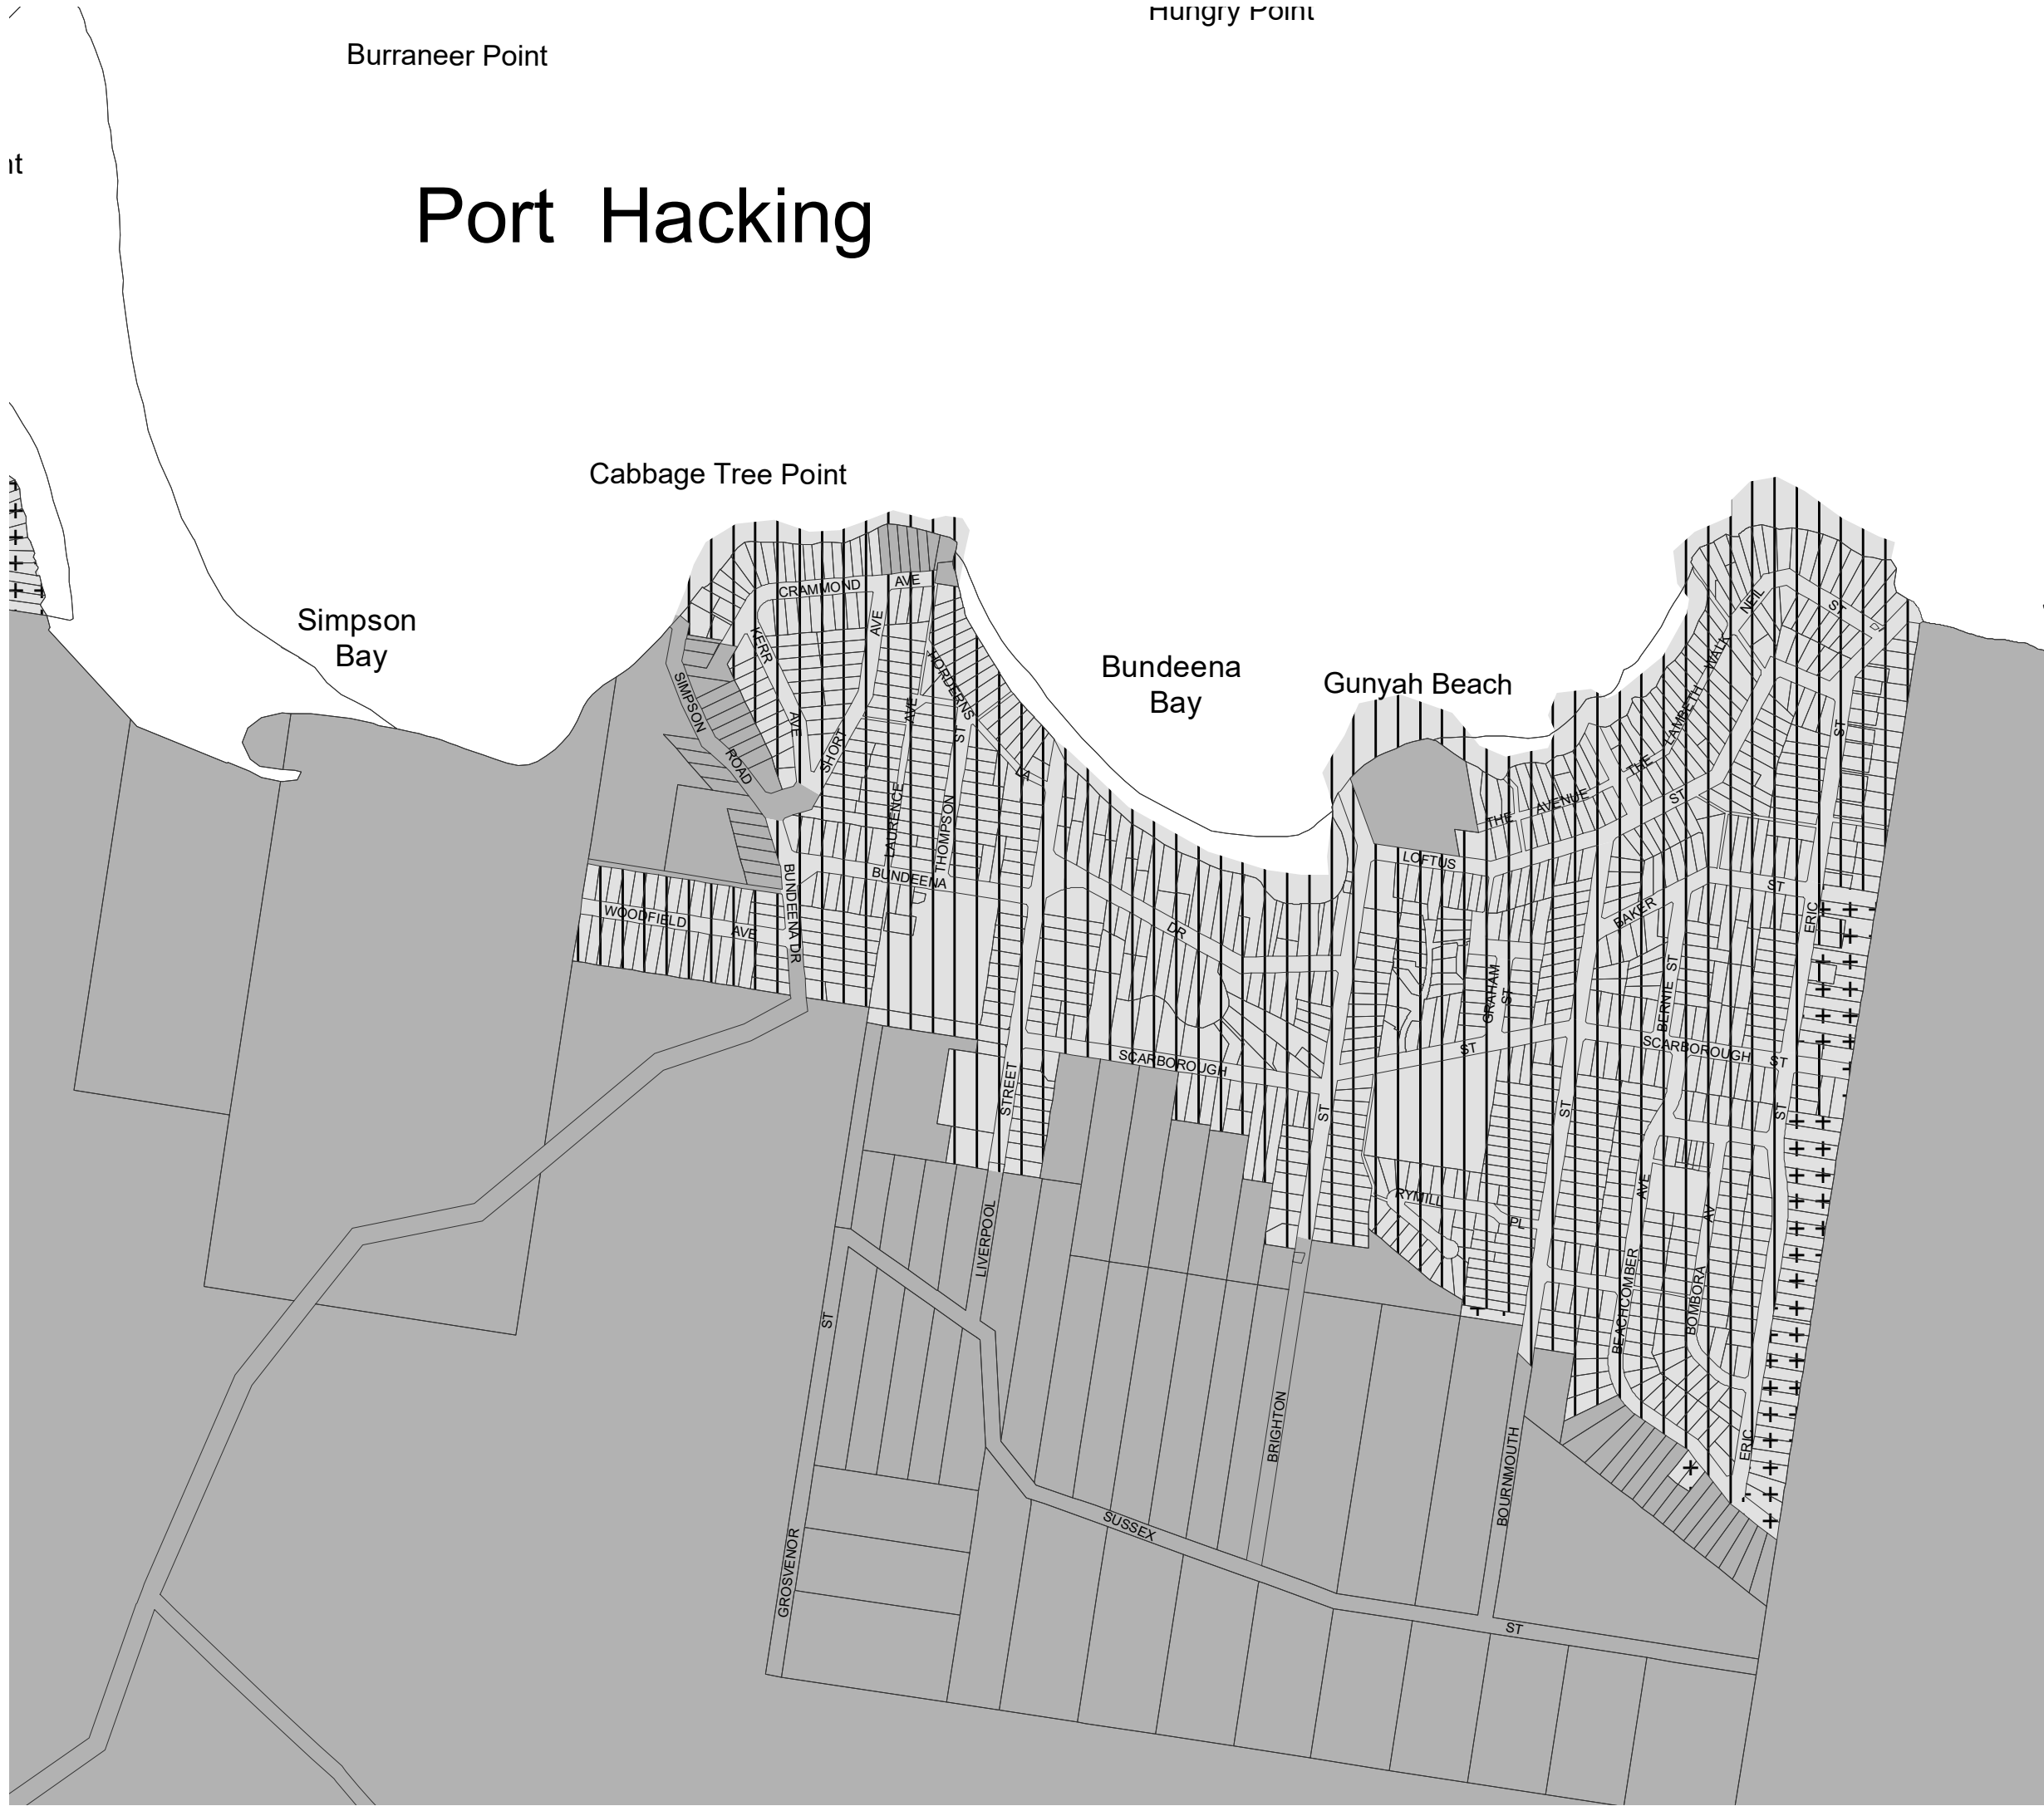 Hungry Point
Burraneer Point
nt
Port Hacking
Cabbage Tree Point
Simpson
Bay
Bundeena
Bay
Gunyah Beach
CRAMMOND
AVE
AVE
KERR
AVE
SIMPSON
ROAD
SHORT
HORDERNS
LA
AVE
LAURENCE
ST
THOMPSON
BUNDEENA
DR
BUNDEENA DR
WOODFIELD
AVE
NEIL
ST
THE
LAMBETH
WALK
ST
THE
AVENUE
ST
LOFTUS
ST
BAKER
ERIC
GRAHAM
ST
BERNIE
ST
SCARBOROUGH
ST
SCARBOROUGH
ST
STREET
LIVERPOOL
ST
ST
ST
RYMILL
PL
AVE
BEACHCOMBER
AV
BOMBORA
ERIC
ST
GROSVENOR
BRIGHTON
BOURNMOUTH
SUSSEX
ST